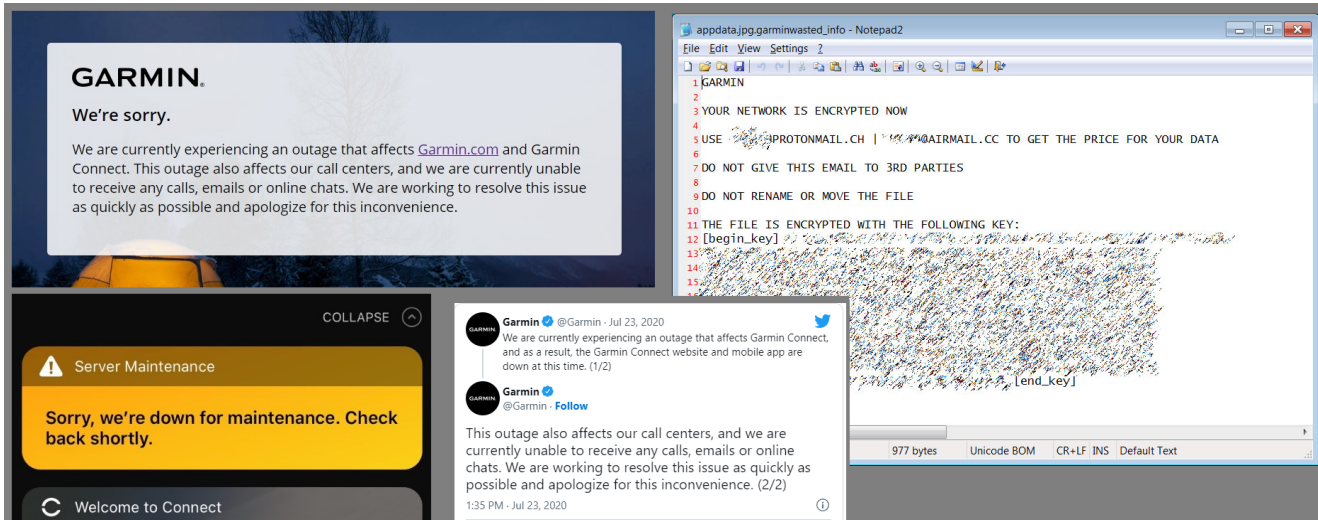 GARMIN.
We're sorry.
We are currently experiencing an outage that affects Garmin.com and Garmin
Connect. This outage also affects our call centers, and we are currently unable
to receive any calls, emails or online chats. We are working to resolve this issue
as quickly as possible and apologize for this inconvenience.
appdata.jpg.garminwasted_info - Notepad2
File Edit View Settings ?
1 GARMIN
2
3 YOUR NETWORK IS ENCRYPTED NOW
4
5 USE @PROTONMAIL.CH | @AIRMAIL.CC TO GET THE PRICE FOR YOUR DATA
6
7 DO NOT GIVE THIS EMAIL TO 3RD PARTIES
8
9 DO NOT RENAME OR MOVE THE FILE
10
11 THE FILE IS ENCRYPTED WITH THE FOLLOWING KEY:
12 [begin_key]
13
14
15
[end_key]
977 bytes Unicode BOM CR+LF INS Default Text
COLLAPSE
Server Maintenance
Sorry, we're down for maintenance. Check
back shortly.
Welcome to Connect
GARMIN
Garmin @Garmin · Jul 23, 2020
We are currently experiencing an outage that affects Garmin Connect,
and as a result, the Garmin Connect website and mobile app are
down at this time. (1/2)
GARMIN
Garmin
@Garmin · Follow
This outage also affects our call centers, and we are
currently unable to receive any calls, emails or online
chats. We are working to resolve this issue as quickly as
possible and apologize for this inconvenience. (2/2)
1:35 PM · Jul 23, 2020